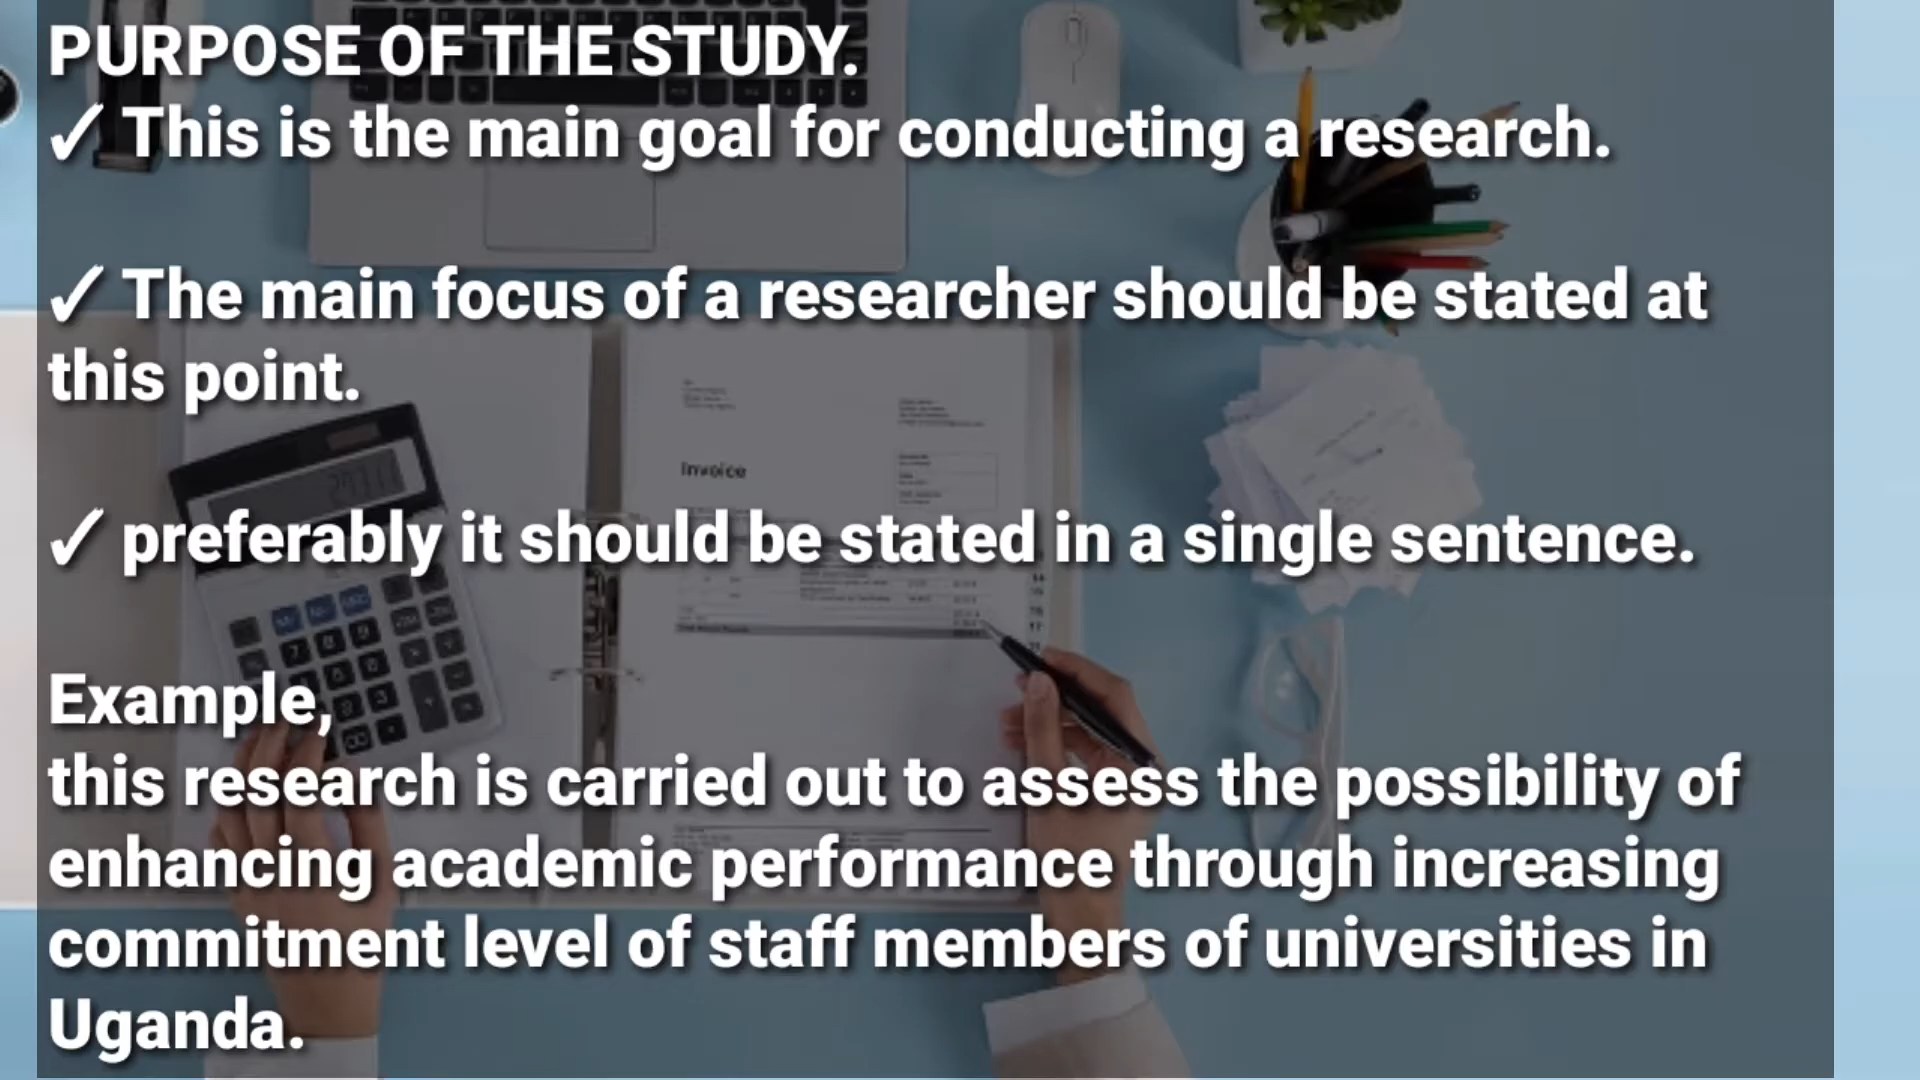 PURPOSE OF THE STUDY.
✓ This is the main goal for conducting a research.
✓ The main focus of a researcher should be stated at
this point.
Invoice
✓ preferably it should be stated in a single sentence.
Example,
this research is carried out to assess the possibility of
enhancing academic performance through increasing
commitment level of staff members of universities in
Uganda.